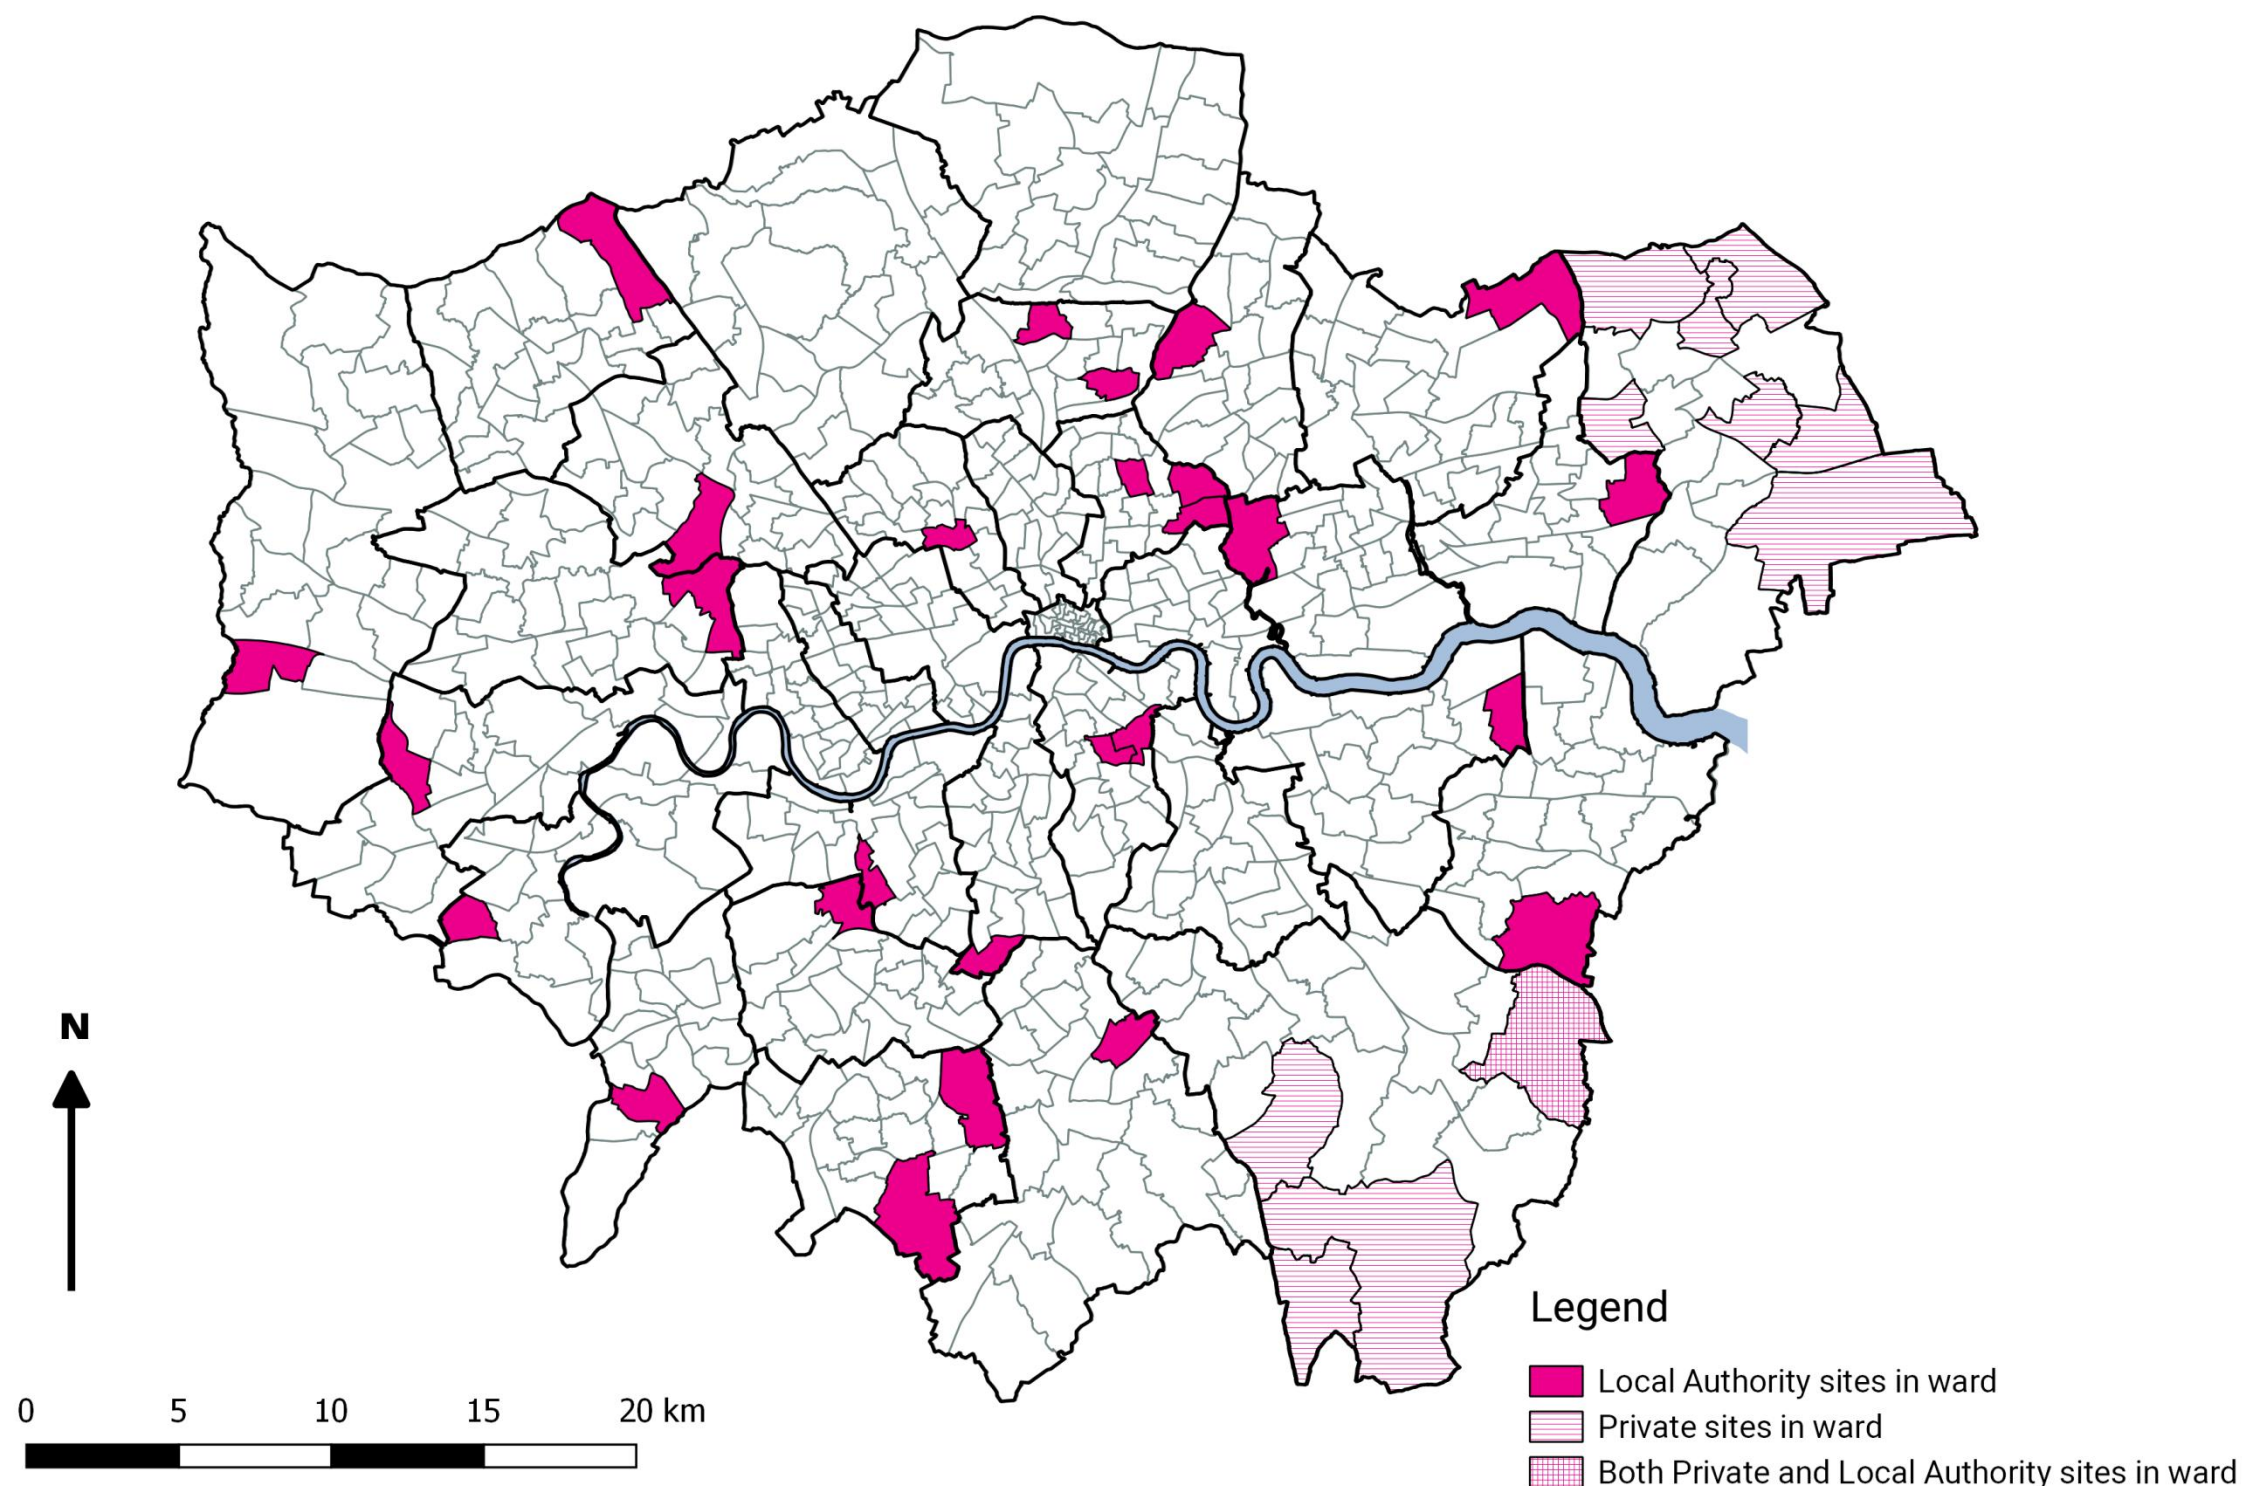 N
0 5 10 15 20 km
Legend
Local Authority sites in ward
Private sites in ward
Both Private and Local Authority sites in ward